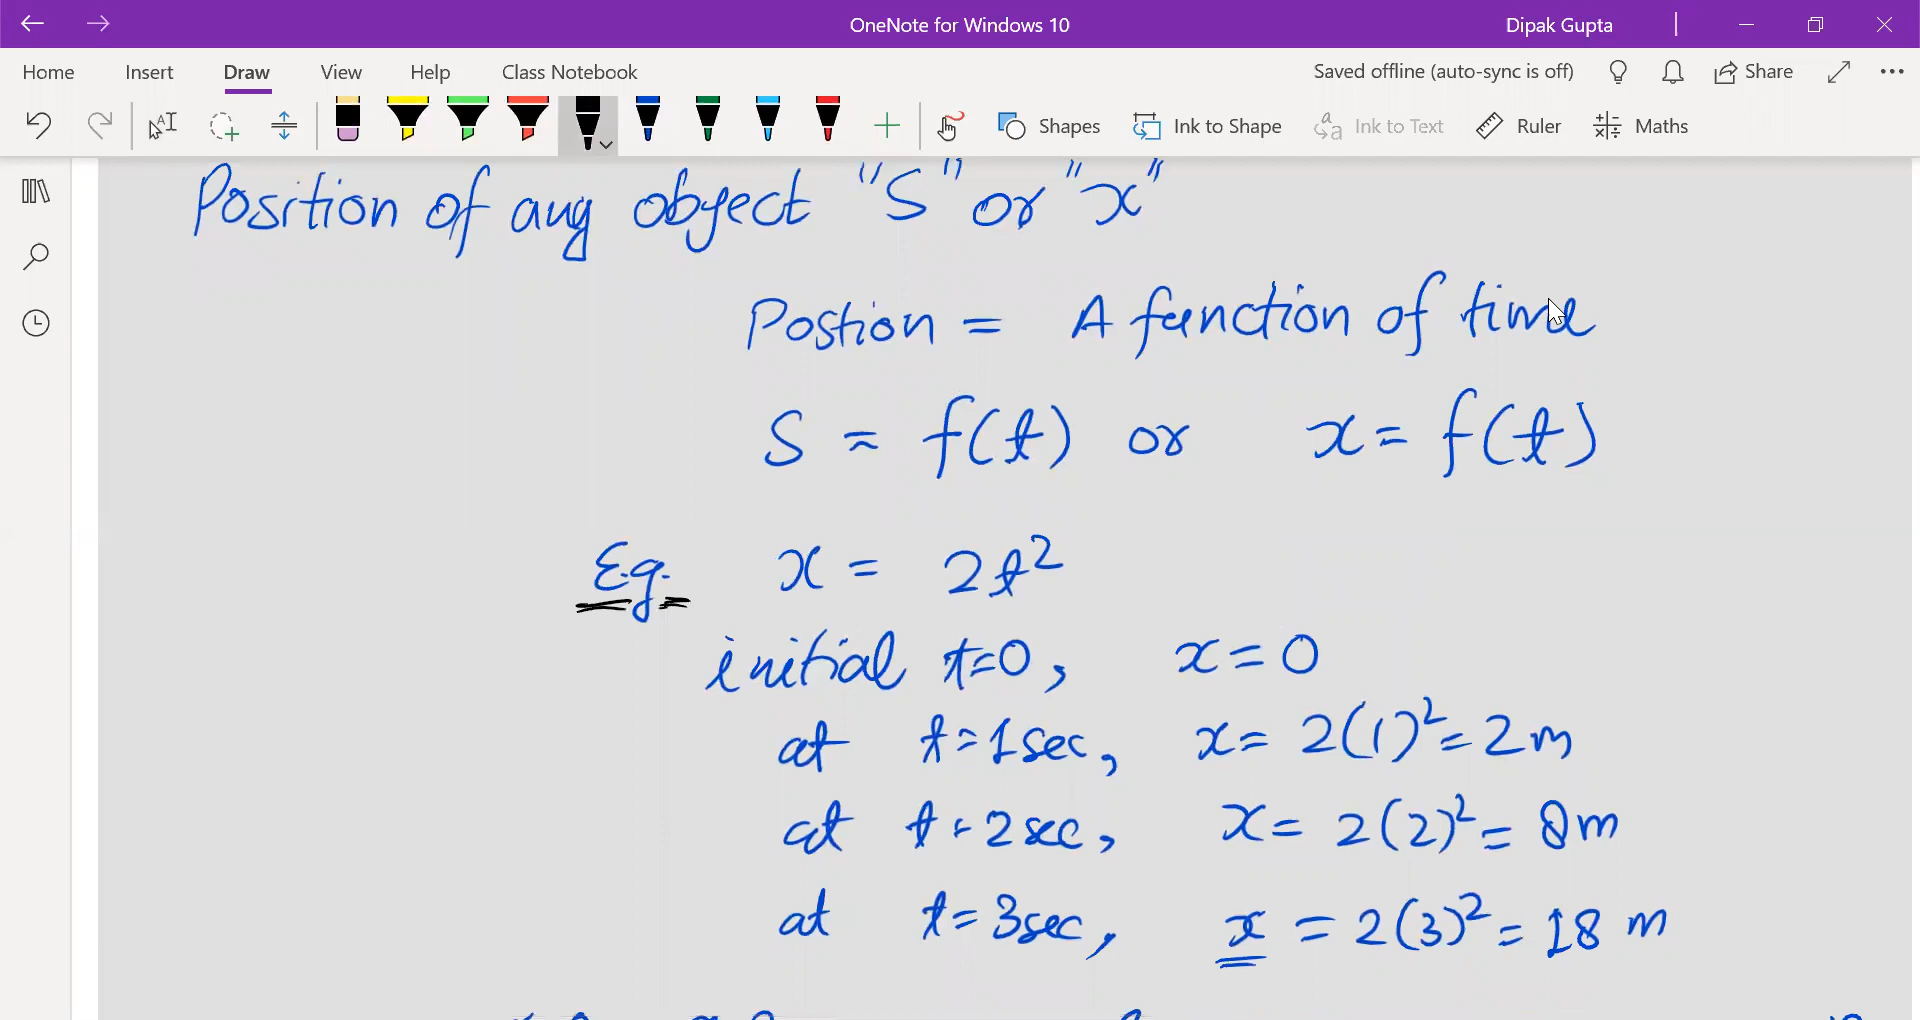 OneNote for Windows 10 Dipak Gupta
Home Insert Draw View Help Class Notebook Saved offline (auto-sync is off) Share
Shapes Ink to Shape Ink to Text Ruler Maths
Position of any object "S" or "x"
Postion = A function of time
S = f(t) or x = f(t)
E.g. x = 2t²
initial t=0, x = 0
at t=1sec, x = 2(1)² = 2m
at t=2sec, x = 2(2)² = 8m
at t=3sec, x = 2(3)² = 18 m